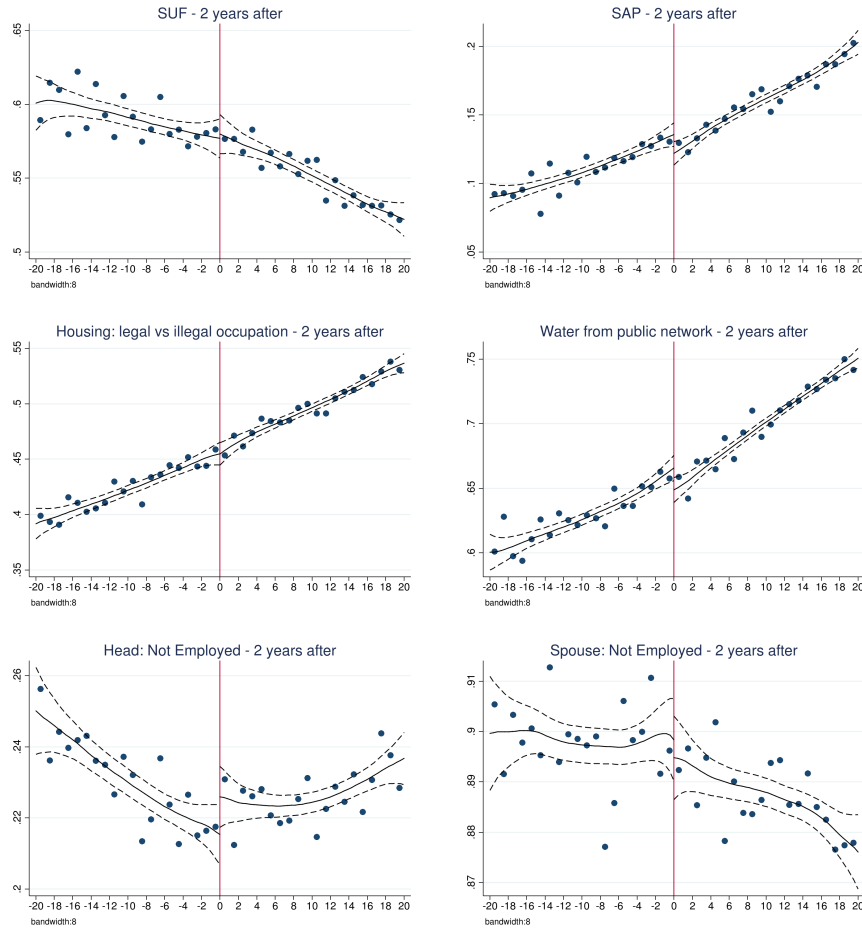 SUF - 2 years after
.65
.6
.55
.5
-20 -18 -16 -14 -12 -10 -8 -6 -4 -2 0 2 4 6 8 10 12 14 16 18 20
bandwidth:8
SAP - 2 years after
.2
.15
.1
.05
-20 -18 -16 -14 -12 -10 -8 -6 -4 -2 0 2 4 6 8 10 12 14 16 18 20
bandwidth:8
Housing: legal vs illegal occupation - 2 years after
.55
.5
.45
.4
.35
-20 -18 -16 -14 -12 -10 -8 -6 -4 -2 0 2 4 6 8 10 12 14 16 18 20
bandwidth:8
Water from public network - 2 years after
.75
.7
.65
.6
-20 -18 -16 -14 -12 -10 -8 -6 -4 -2 0 2 4 6 8 10 12 14 16 18 20
bandwidth:8
Head: Not Employed - 2 years after
.26
.24
.22
.2
-20 -18 -16 -14 -12 -10 -8 -6 -4 -2 0 2 4 6 8 10 12 14 16 18 20
bandwidth:8
Spouse: Not Employed - 2 years after
.91
.9
.89
.88
.87
-20 -18 -16 -14 -12 -10 -8 -6 -4 -2 0 2 4 6 8 10 12 14 16 18 20
bandwidth:8